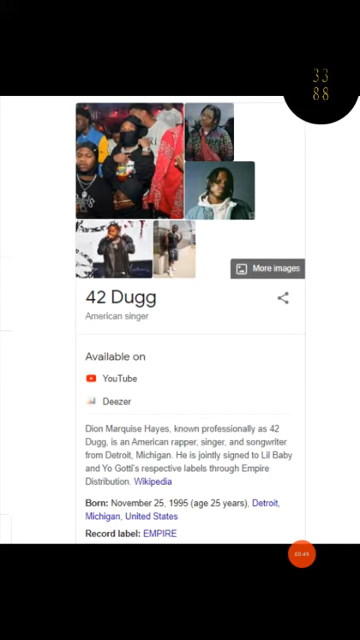 33
88
More images
42 Dugg
American singer
Available on
YouTube
Deezer
Dion Marquise Hayes, known professionally as 42
Dugg, is an American rapper, singer, and songwriter
from Detroit, Michigan. He is jointly signed to Lil Baby
and Yo Gotti's respective labels through Empire
Distribution. Wikipedia
Born: November 25, 1995 (age 25 years), Detroit,
Michigan, United States
Record label: EMPIRE
00:49